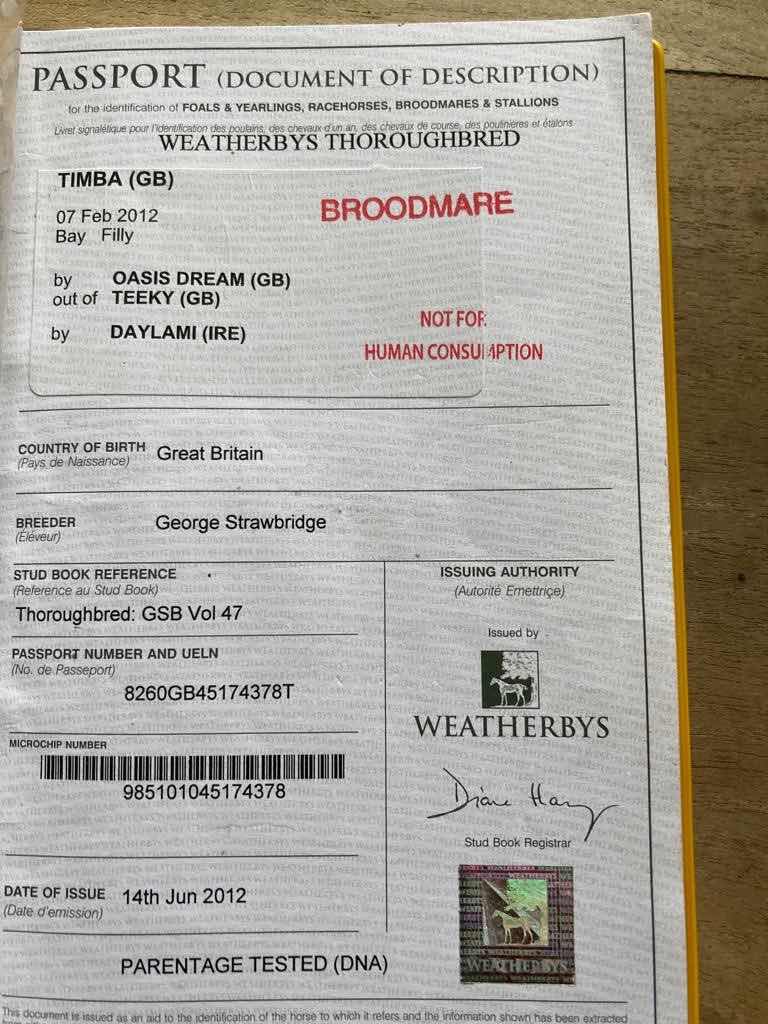 PASSPORT (DOCUMENT OF DESCRIPTION)
for the identification of FOALS & YEARLINGS, RACEHORSES, BROODMARES & STALLIONS
Livret signalétique pour l'identification des poulains, des chevaux d'un an, des chevaux de course, des poulinières et étalons
WEATHERBYS THOROUGHBRED
TIMBA (GB)
BROODMARE
07 Feb 2012
Bay Filly
by OASIS DREAM (GB)
out of TEEKY (GB)
by DAYLAMI (IRE)
NOT FOR
HUMAN CONSUMPTION
COUNTRY OF BIRTH Great Britain
(Pays de Naissance)
BREEDER George Strawbridge
(Éleveur)
STUD BOOK REFERENCE
(Reference au Stud Book)
Thoroughbred: GSB Vol 47
PASSPORT NUMBER AND UELN
(No. de Passeport)
8260GB45174378T
MICROCHIP NUMBER
985101045174378
DATE OF ISSUE 14th Jun 2012
(Date d'emission)
ISSUING AUTHORITY
(Autorité Emettriçe)
Issued by
WEATHERBYS
Stud Book Registrar
WEATHERBYS
PARENTAGE TESTED (DNA)
This document is issued as an aid to the identification of the horse to which it refers and the information shown has been extracted